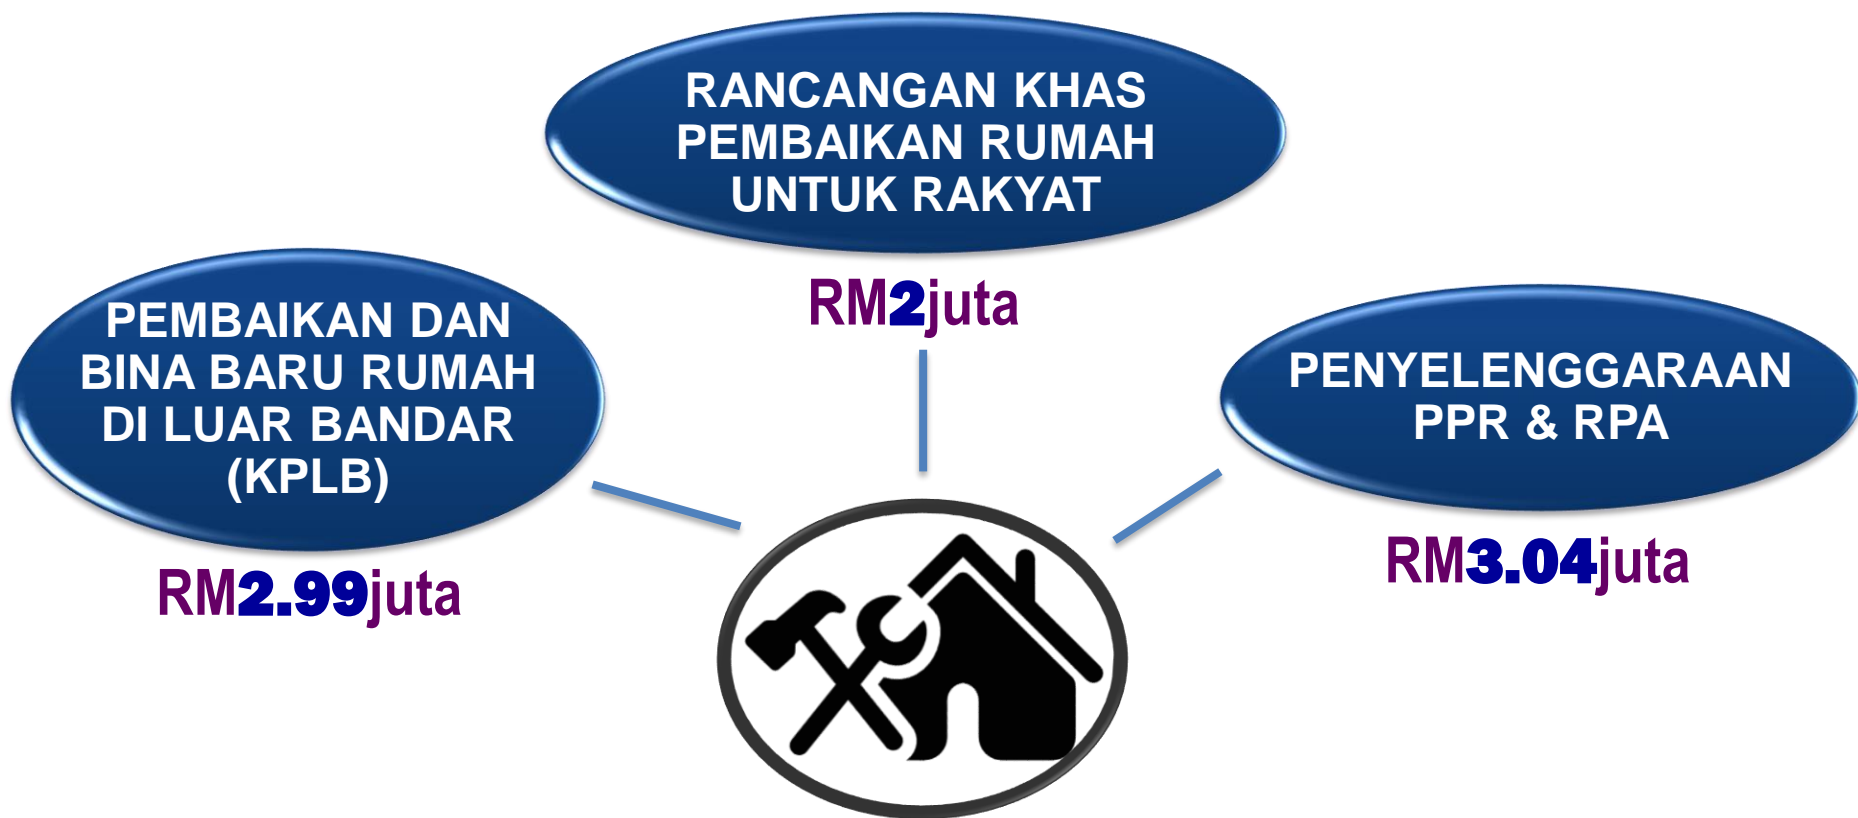 RANCANGAN KHAS
PEMBAIKAN RUMAH
UNTUK RAKYAT
RM2juta
PEMBAIKAN DAN
BINA BARU RUMAH
DI LUAR BANDAR
(KPLB)
RM2.99juta
PENYELENGGARAAN
PPR & RPA
RM3.04juta